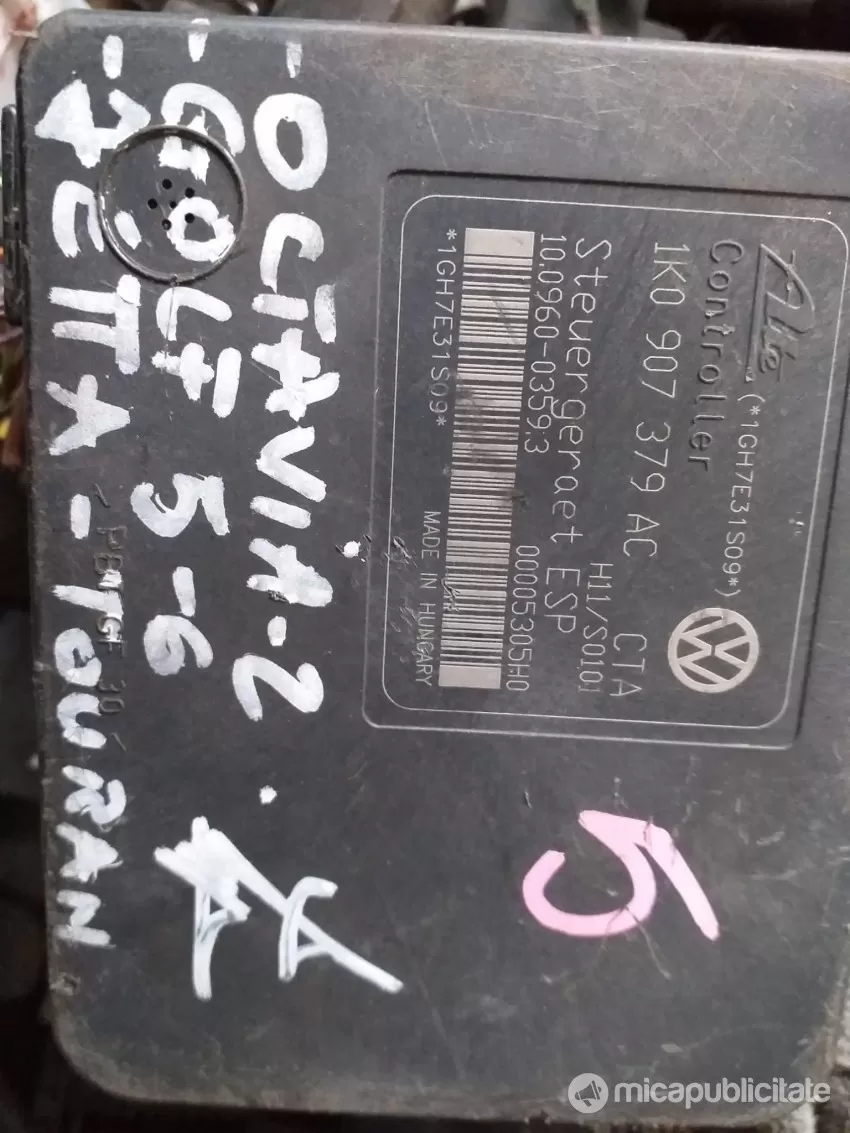 -OCTAVIA-2.
-GOLF 5-6
-JETTA-TOURAN
Ate (*1GH7E31S09*)
Controller
1K0 907 379 AC CTA
H11/S0101
Steuergeraet ESP
10.0960-0359.3 00005305H0
*1GH7E31S09* MADE IN HUNGARY
VW
5
micapublicitate